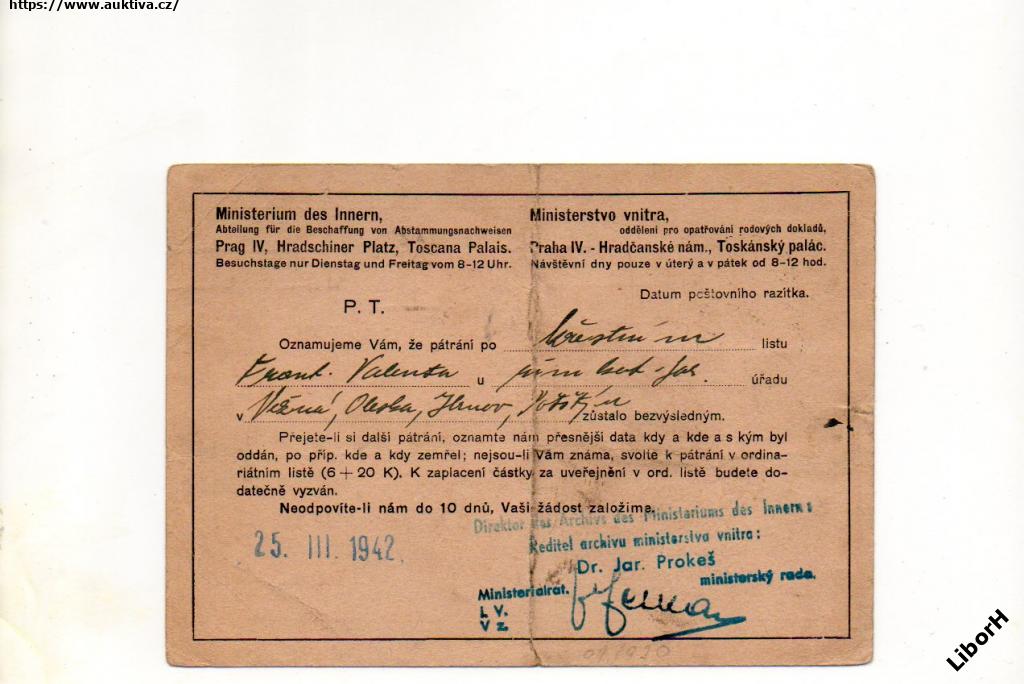 https://www.auktiva.cz/
Ministerium des Innern,
Abteilung für die Beschaffung von Abstammungsnachweisen
Prag IV, Hradschiner Platz, Toscana Palais.
Besuchstage nur Dienstag und Freitag vom 8-12 Uhr.
Ministerstvo vnitra,
oddělení pro opatřování rodových dokladů,
Praha IV. - Hradčanské nám., Toskánský palác.
Návštěvní dny pouze v úterý a v pátek od 8-12 hod.
Datum poštovního razítka.
P. T.
Oznamujeme Vám, že pátrání po křestním listu
Frant. Valenta u úřadu
v Věžná, zůstalo bezvýsledným.
Přejete-li si další pátrání, oznamte nám přesnější data kdy a kde a s kým byl
oddán, po příp. kde a kdy zemřel; nejsou-li Vám známa, svolte k pátrání v ordina-
riátním listě (6 + 20 K). K zaplacení částky za uveřejnění v ord. listě budete do-
datečně vyzván.
Neodpovíte-li nám do 10 dnů, Vaši žádost založíme.
Direktor des Archivs des Ministeriums des Innern:
Ředitel archivu ministerstva vnitra:
25. III. 1942
Dr. Jar. Prokeš
Ministerialrat. ministerský rada.
I. V.
V z.
LiborH